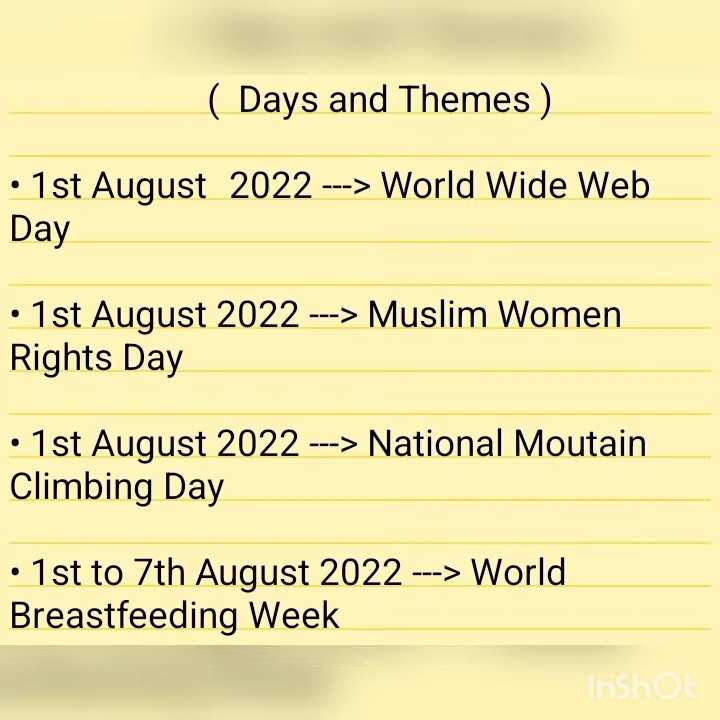 ( Days and Themes )
• 1st August 2022 ---> World Wide Web
Day
• 1st August 2022 ---> Muslim Women
Rights Day
• 1st August 2022 ---> National Moutain
Climbing Day
• 1st to 7th August 2022 ---> World
Breastfeeding Week
InShOt